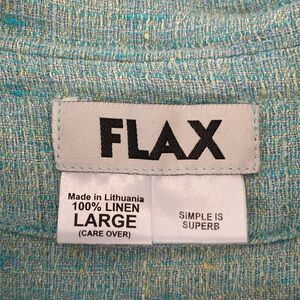 FLAX
Made in Lithuania
100% LINEN
LARGE
(CARE OVER)
SIMPLE IS
SUPERB